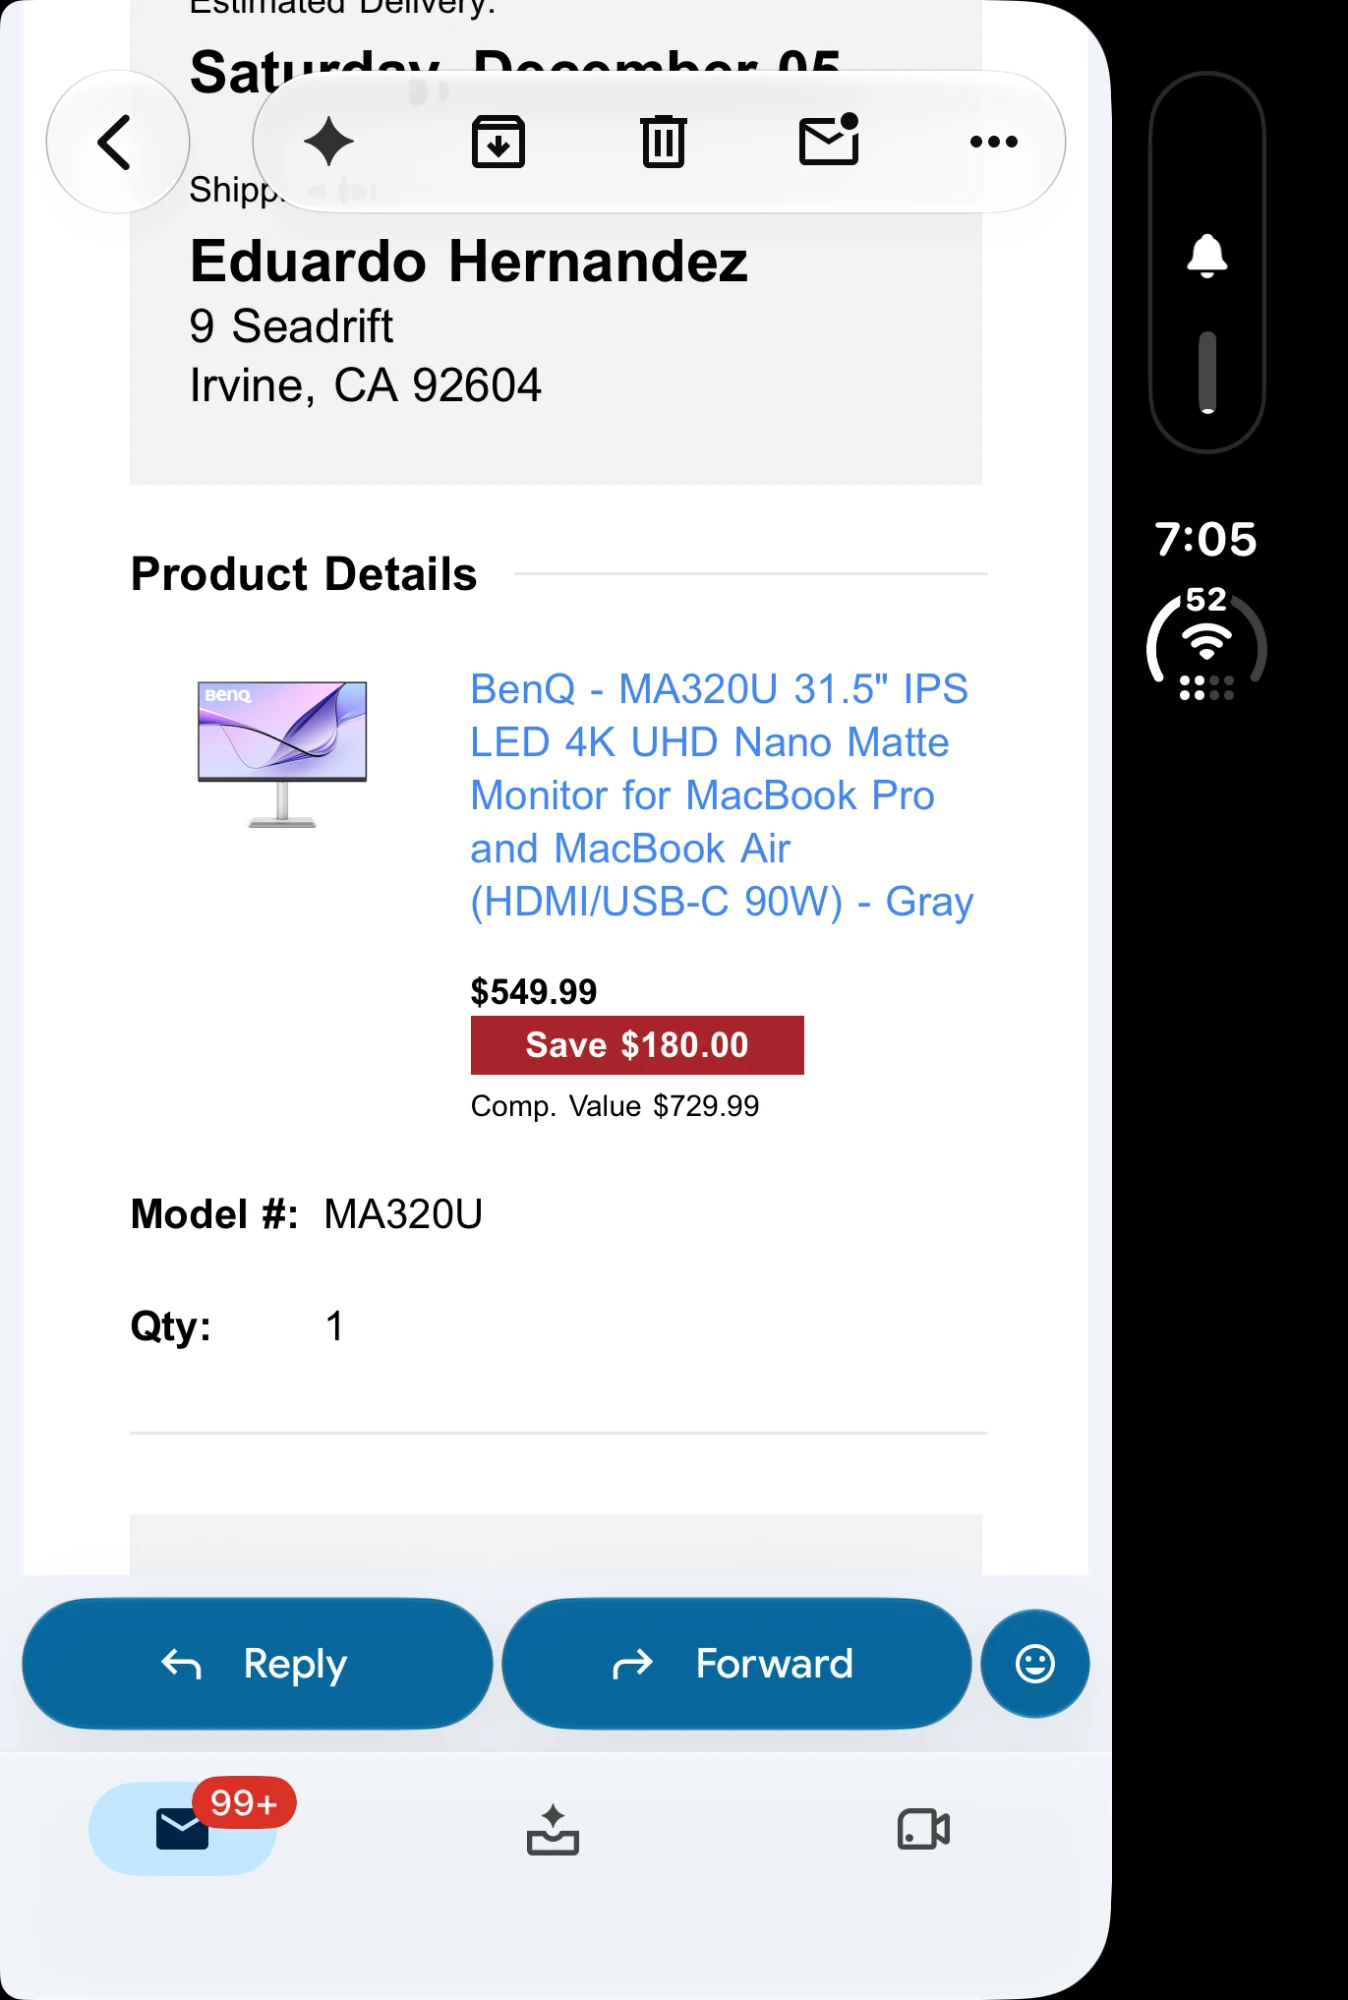 Estimated Delivery:
Saturday, December 05
Eduardo Hernandez
9 Seadrift
Irvine, CA 92604
Product Details
BenQ
BenQ - MA320U 31.5" IPS
LED 4K UHD Nano Matte
Monitor for MacBook Pro
and MacBook Air
(HDMI/USB-C 90W) - Gray
$549.99
Save $180.00
Comp. Value $729.99
Model #: MA320U
Qty: 1
Reply
Forward
99+
7:05
52